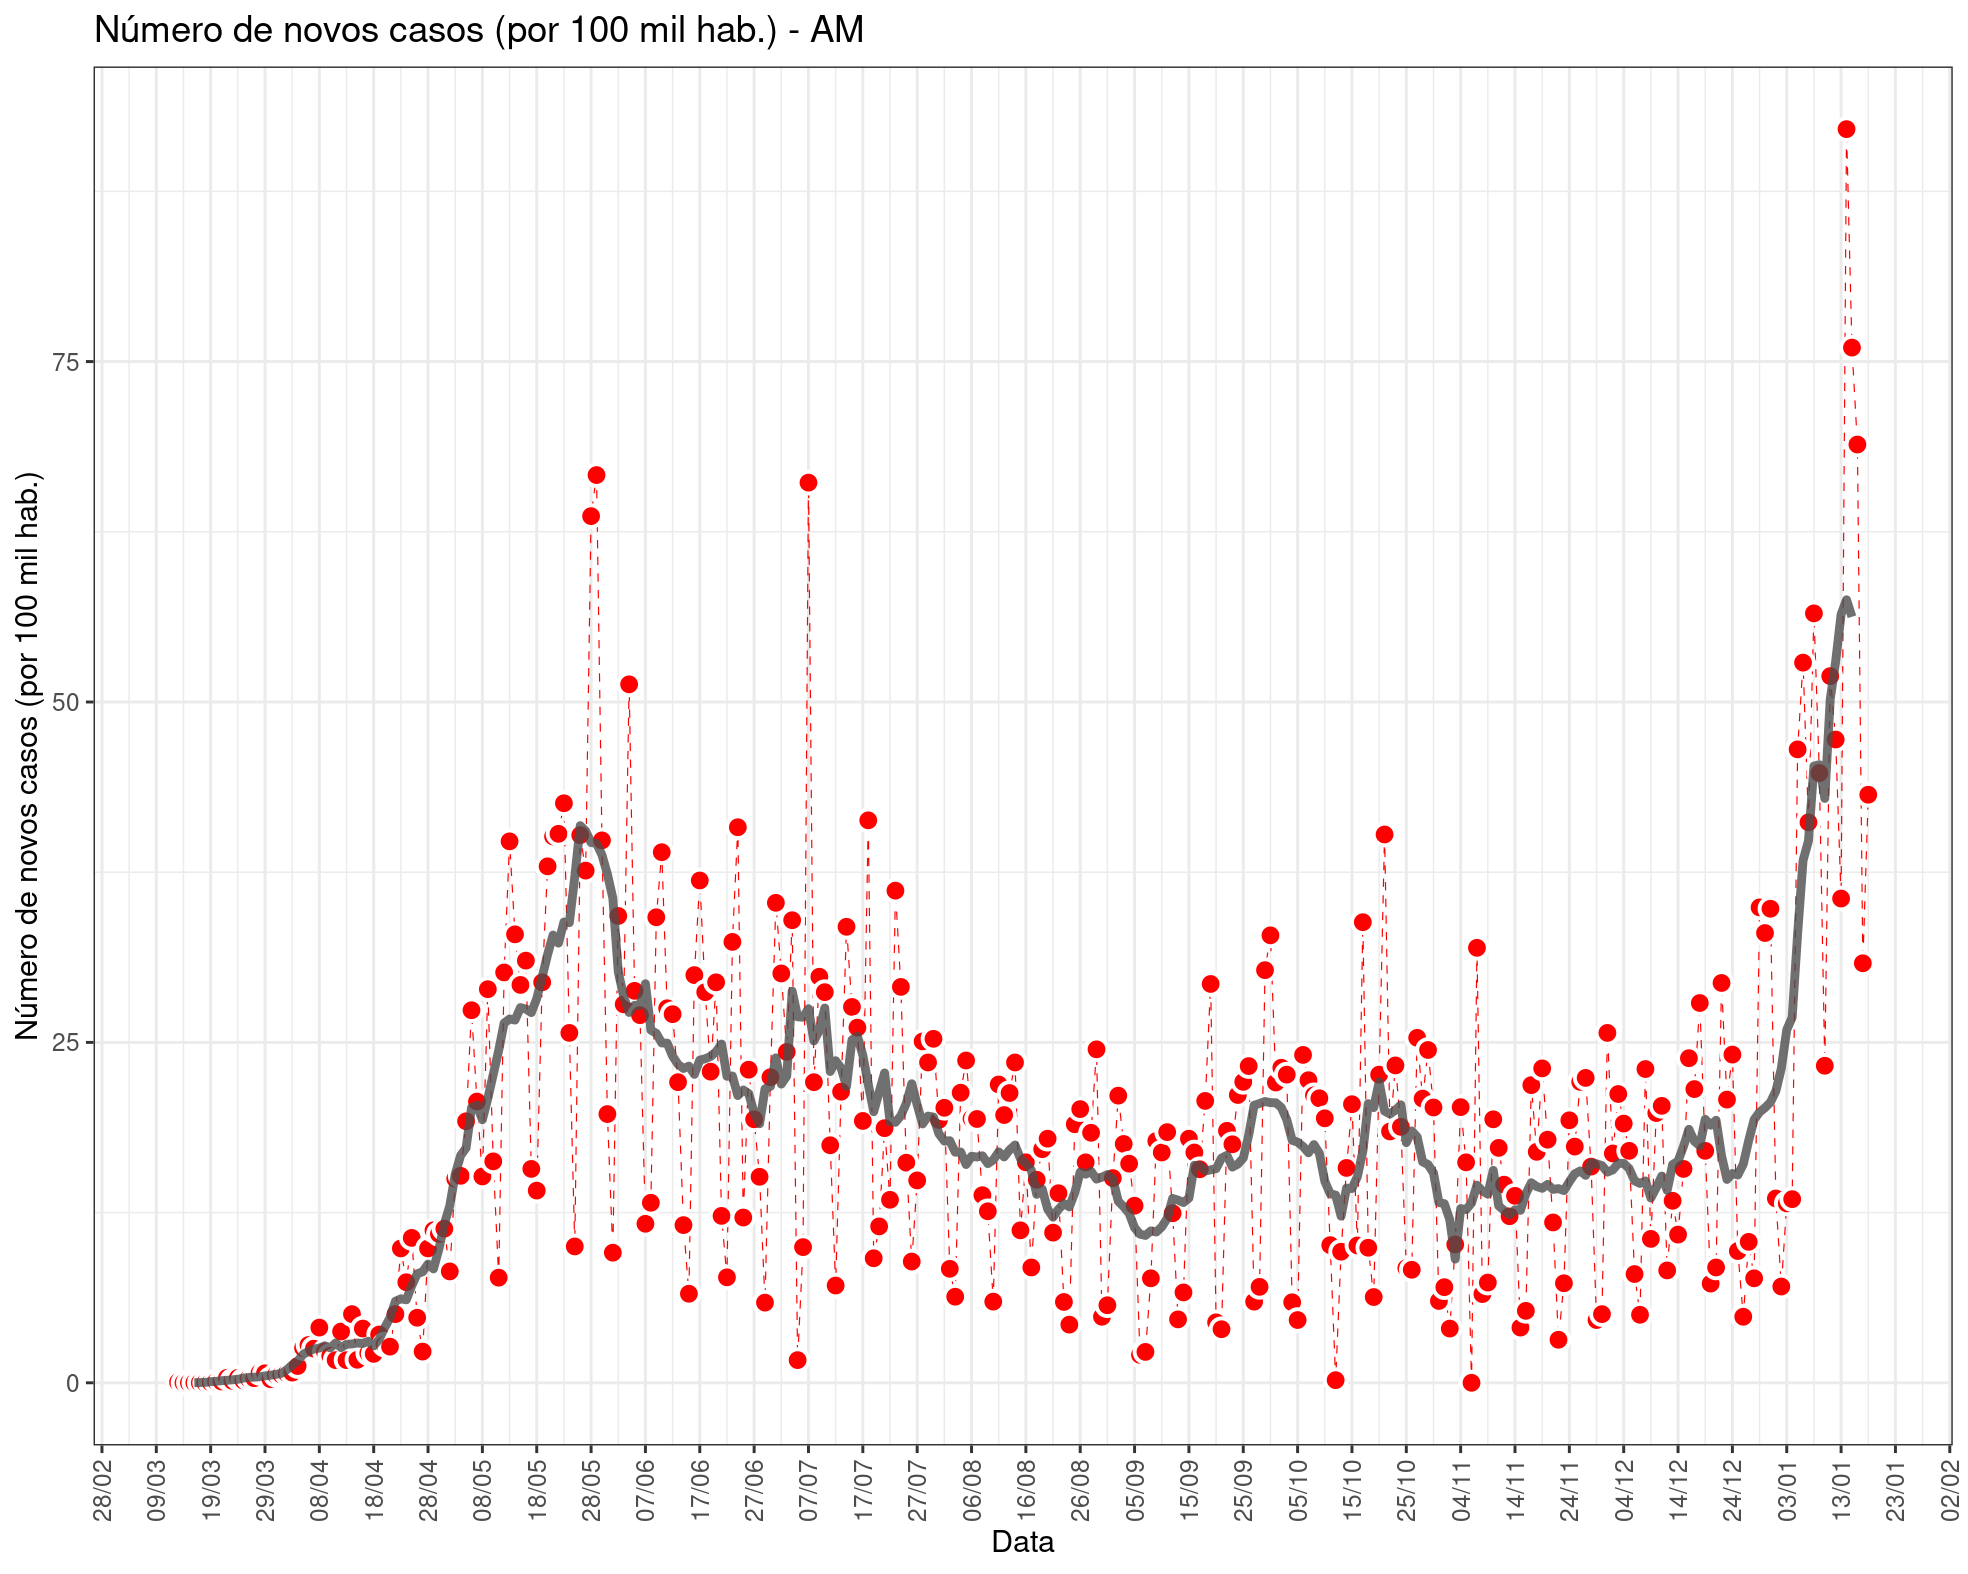 Número de novos casos (por 100 mil hab.) - AM
Número de novos casos (por 100 mil hab.)
75
50
25
0
28/02 09/03 19/03 29/03 08/04 18/04 28/04 08/05 18/05 28/05 07/06 17/06 27/06 07/07 17/07 27/07 06/08 16/08 26/08 05/09 15/09 25/09 05/10 15/10 25/10 04/11 14/11 24/11 04/12 14/12 24/12 03/01 13/01 23/01 02/02
Data